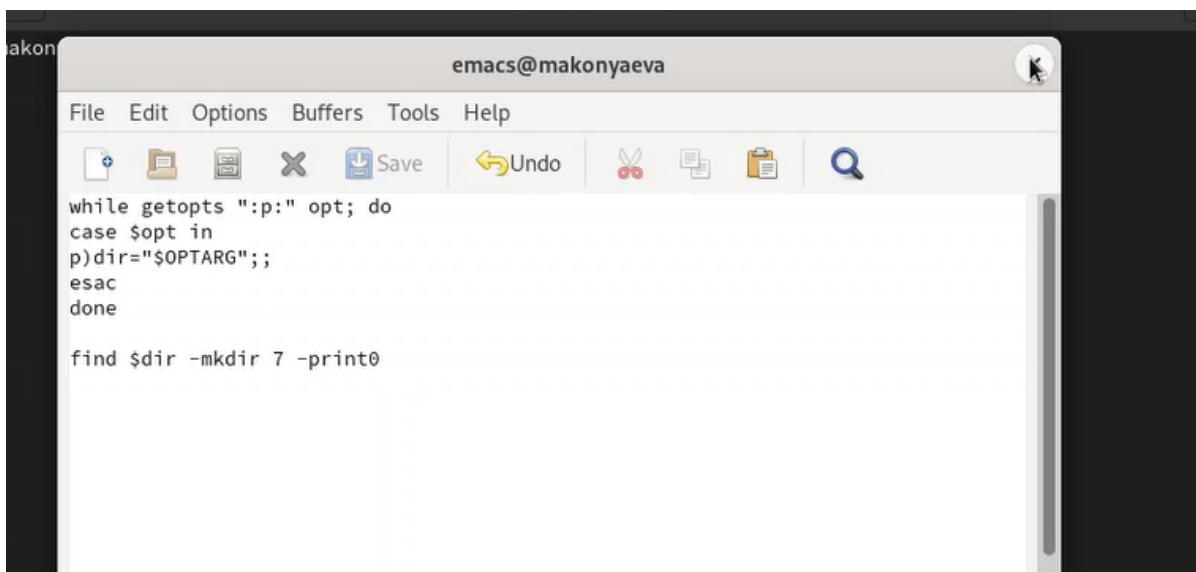 akon
emacs@makonyaeva
File Edit Options Buffers Tools Help
Save Undo
while getopts ":p:" opt; do
case $opt in
p)dir="$OPTARG";;
esac
done
find $dir -mkdir 7 -print0